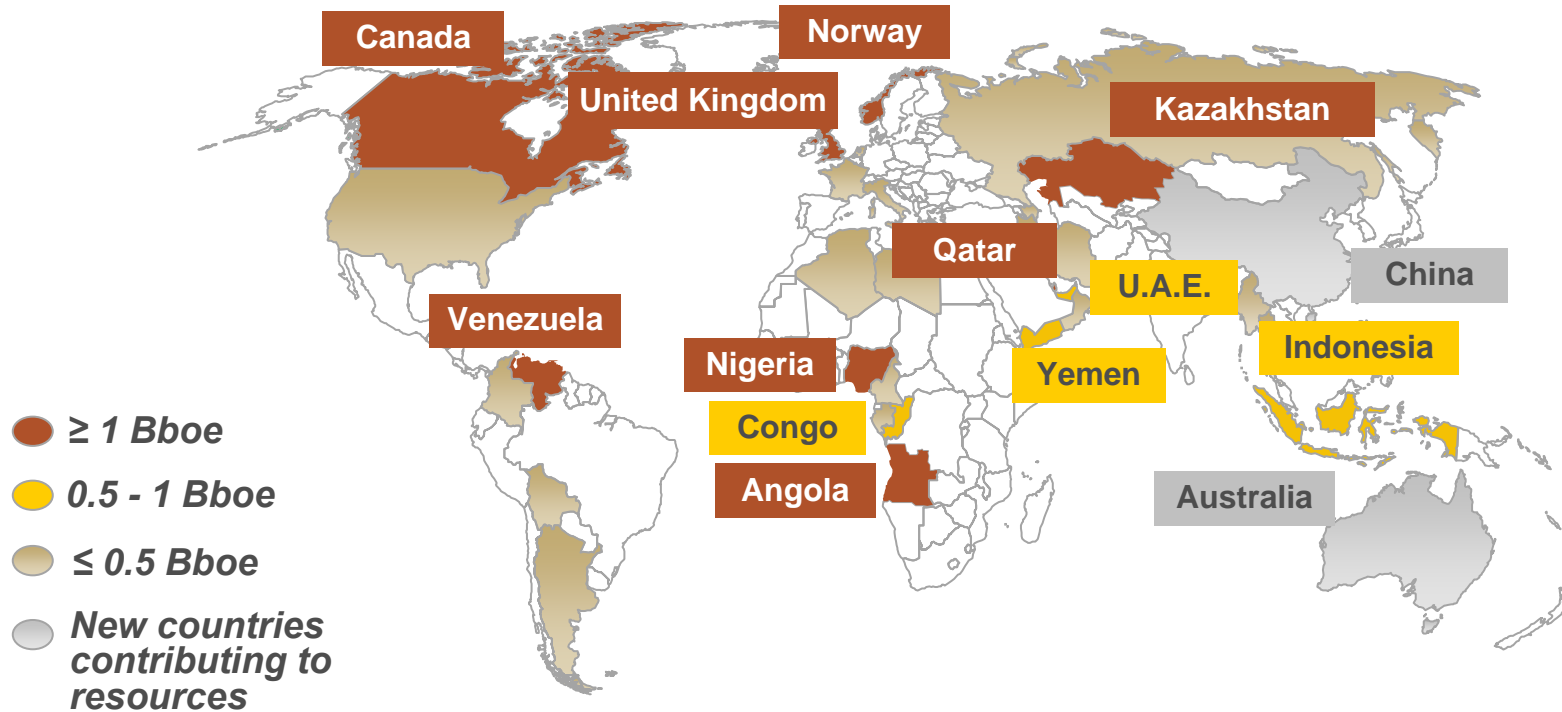 Canada
Norway
United Kingdom
Kazakhstan
Qatar
U.A.E.
China
Venezuela
Nigeria
Yemen
Indonesia
Congo
Angola
Australia
≥ 1 Bboe
0.5 - 1 Bboe
≤ 0.5 Bboe
New countries
contributing to
resources